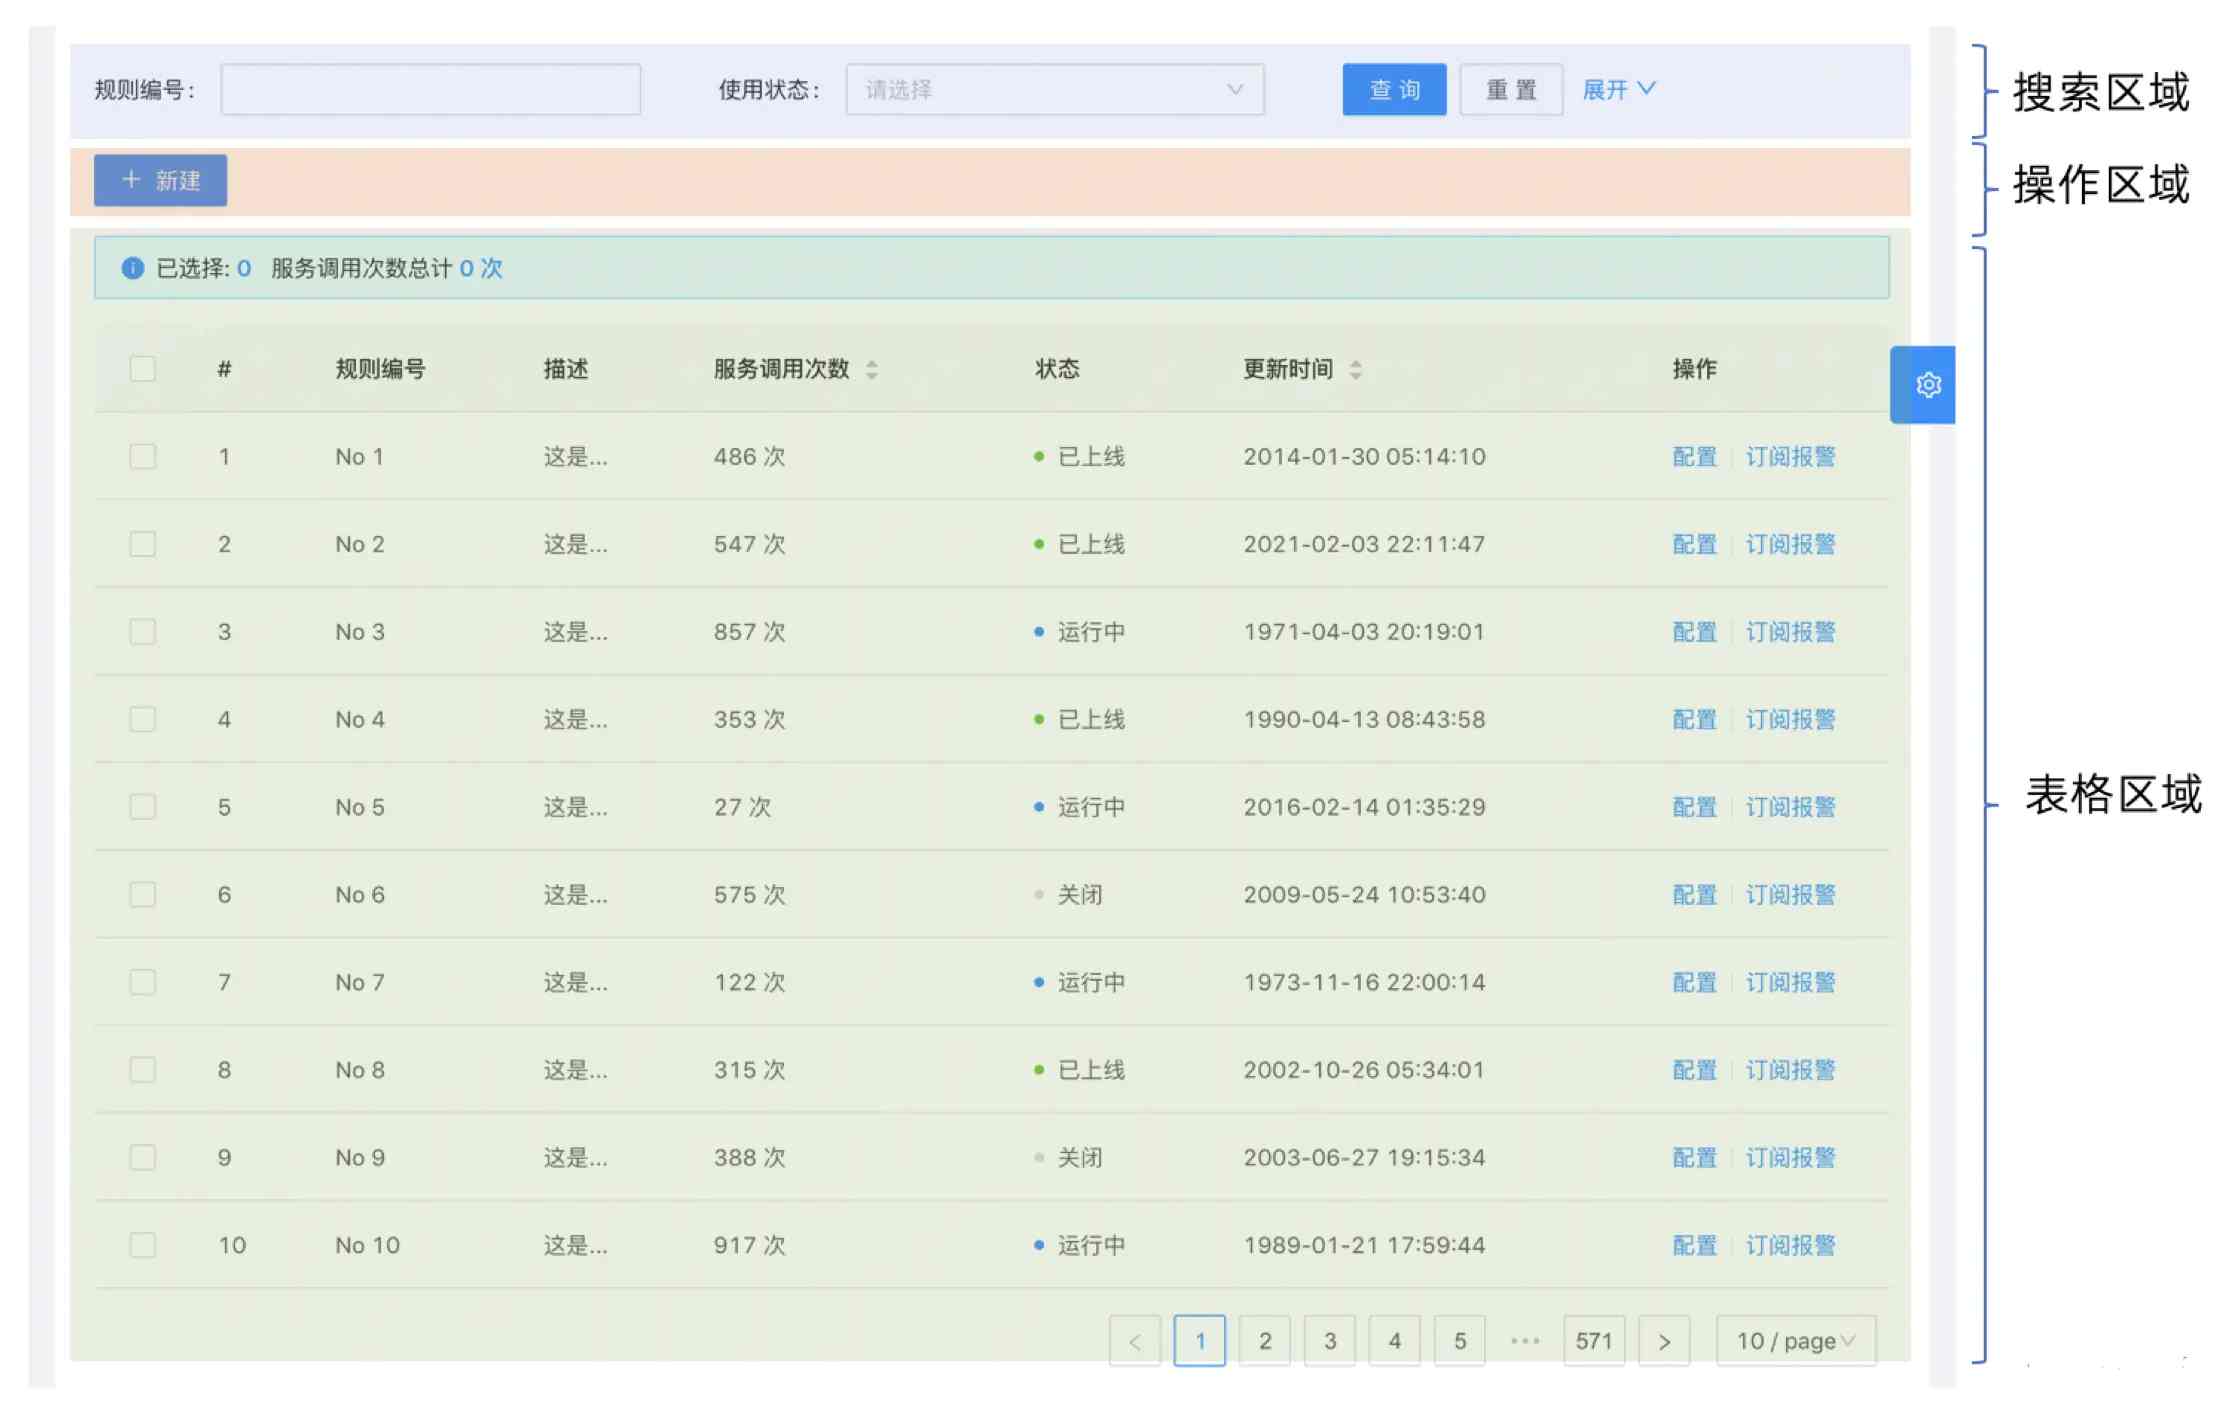 规则编号: 使用状态: 请选择 查 询 重 置 展开 搜索区域
+ 新建 操作区域
已选择: 0 服务调用次数总计 0 次
# 规则编号 描述 服务调用次数 状态 更新时间 操作
1 No 1 这是... 486 次 已上线 2014-01-30 05:14:10 配置 订阅报警
2 No 2 这是... 547 次 已上线 2021-02-03 22:11:47 配置 订阅报警
3 No 3 这是... 857 次 运行中 1971-04-03 20:19:01 配置 订阅报警
4 No 4 这是... 353 次 已上线 1990-04-13 08:43:58 配置 订阅报警
5 No 5 这是... 27 次 运行中 2016-02-14 01:35:29 配置 订阅报警 表格区域
6 No 6 这是... 575 次 关闭 2009-05-24 10:53:40 配置 订阅报警
7 No 7 这是... 122 次 运行中 1973-11-16 22:00:14 配置 订阅报警
8 No 8 这是... 315 次 已上线 2002-10-26 05:34:01 配置 订阅报警
9 No 9 这是... 388 次 关闭 2003-06-27 19:15:34 配置 订阅报警
10 No 10 这是... 917 次 运行中 1989-01-21 17:59:44 配置 订阅报警
< 1 2 3 4 5 ••• 571 > 10 / page